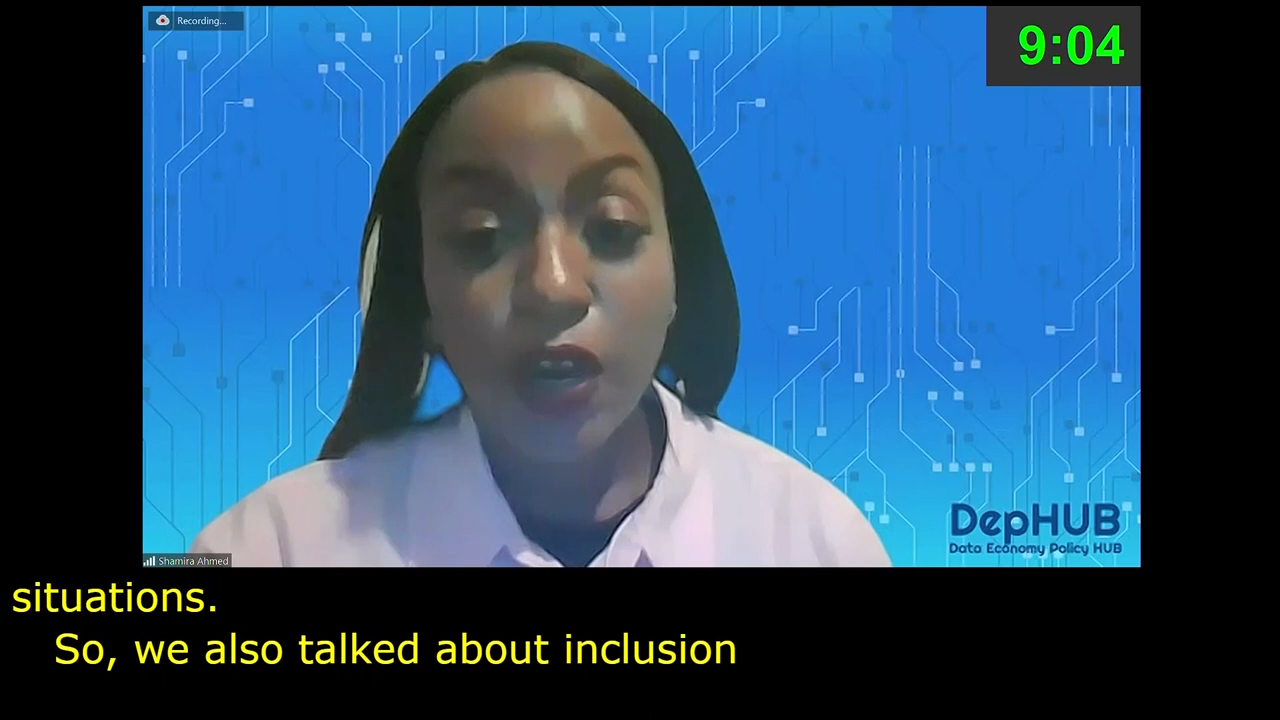 Recording...
9:04
DepHUB
Data Economy Policy HUB
Shamira Ahmed
situations.
So, we also talked about inclusion